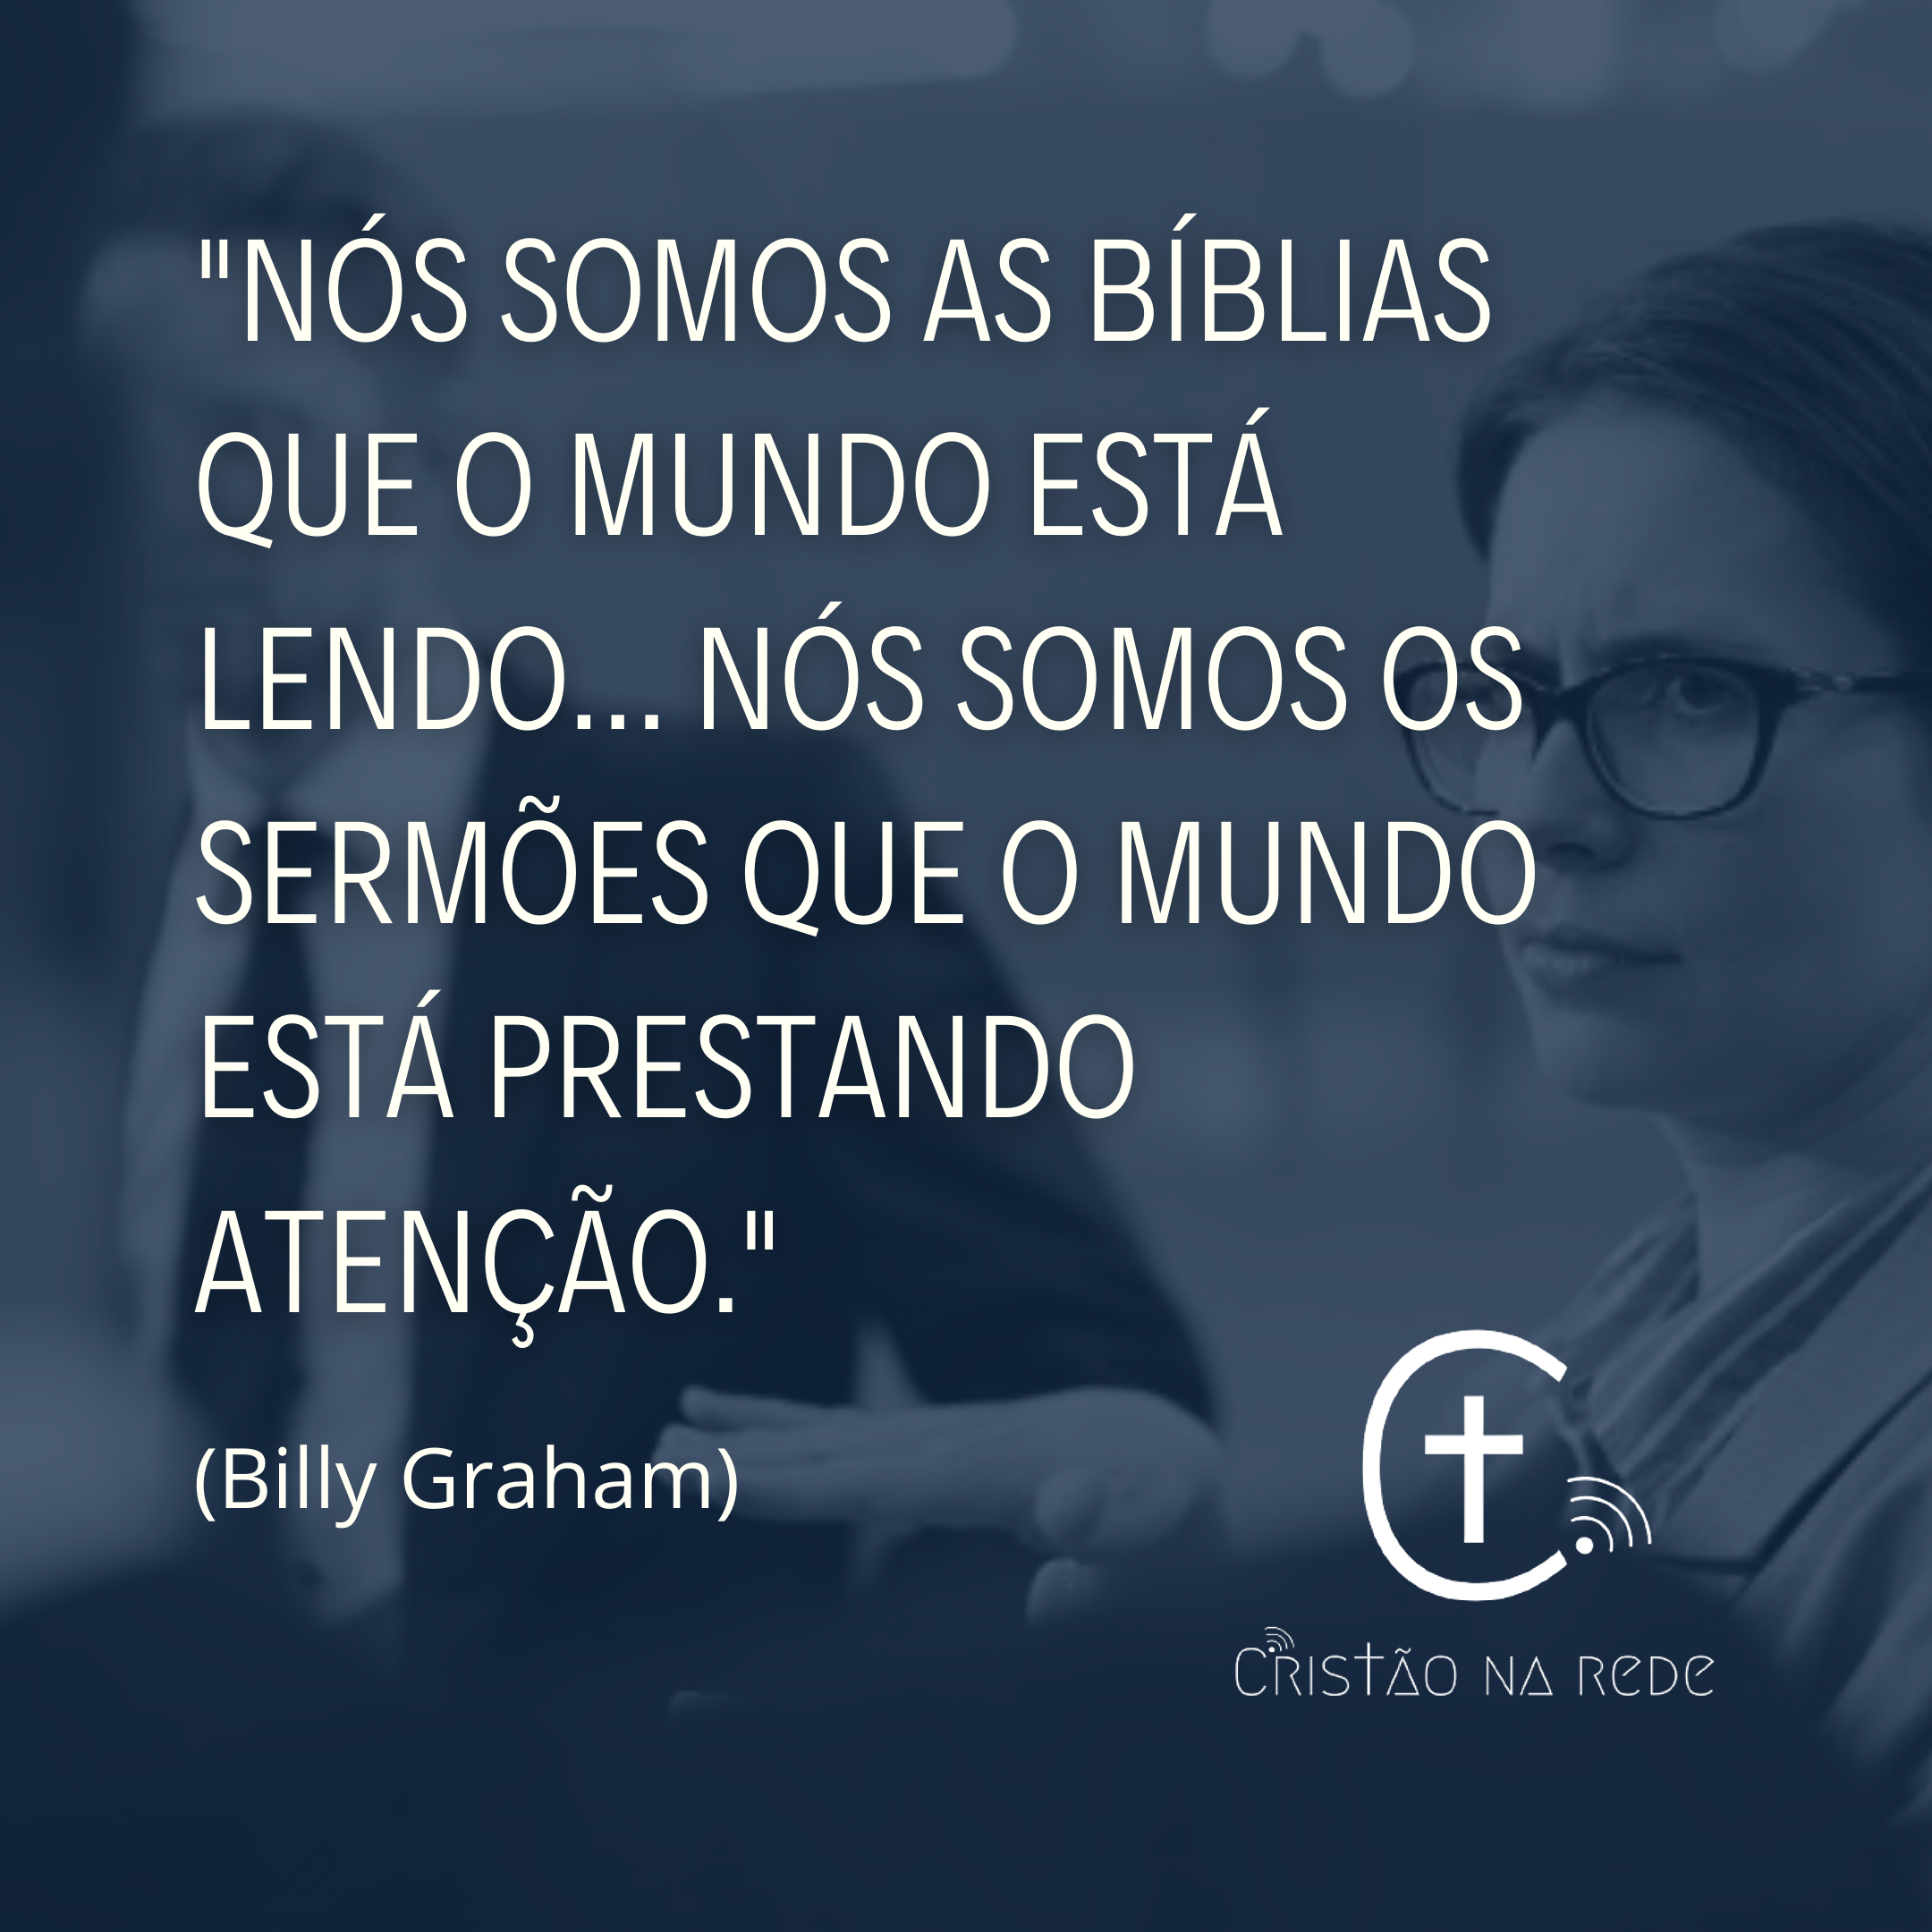 "NÓS SOMOS AS BÍBLIAS
QUE O MUNDO ESTÁ
LENDO... NÓS SOMOS OS
SERMÕES QUE O MUNDO
ESTÁ PRESTANDO
ATENÇÃO."
(Billy Graham)
CRISTÃO NA REDE